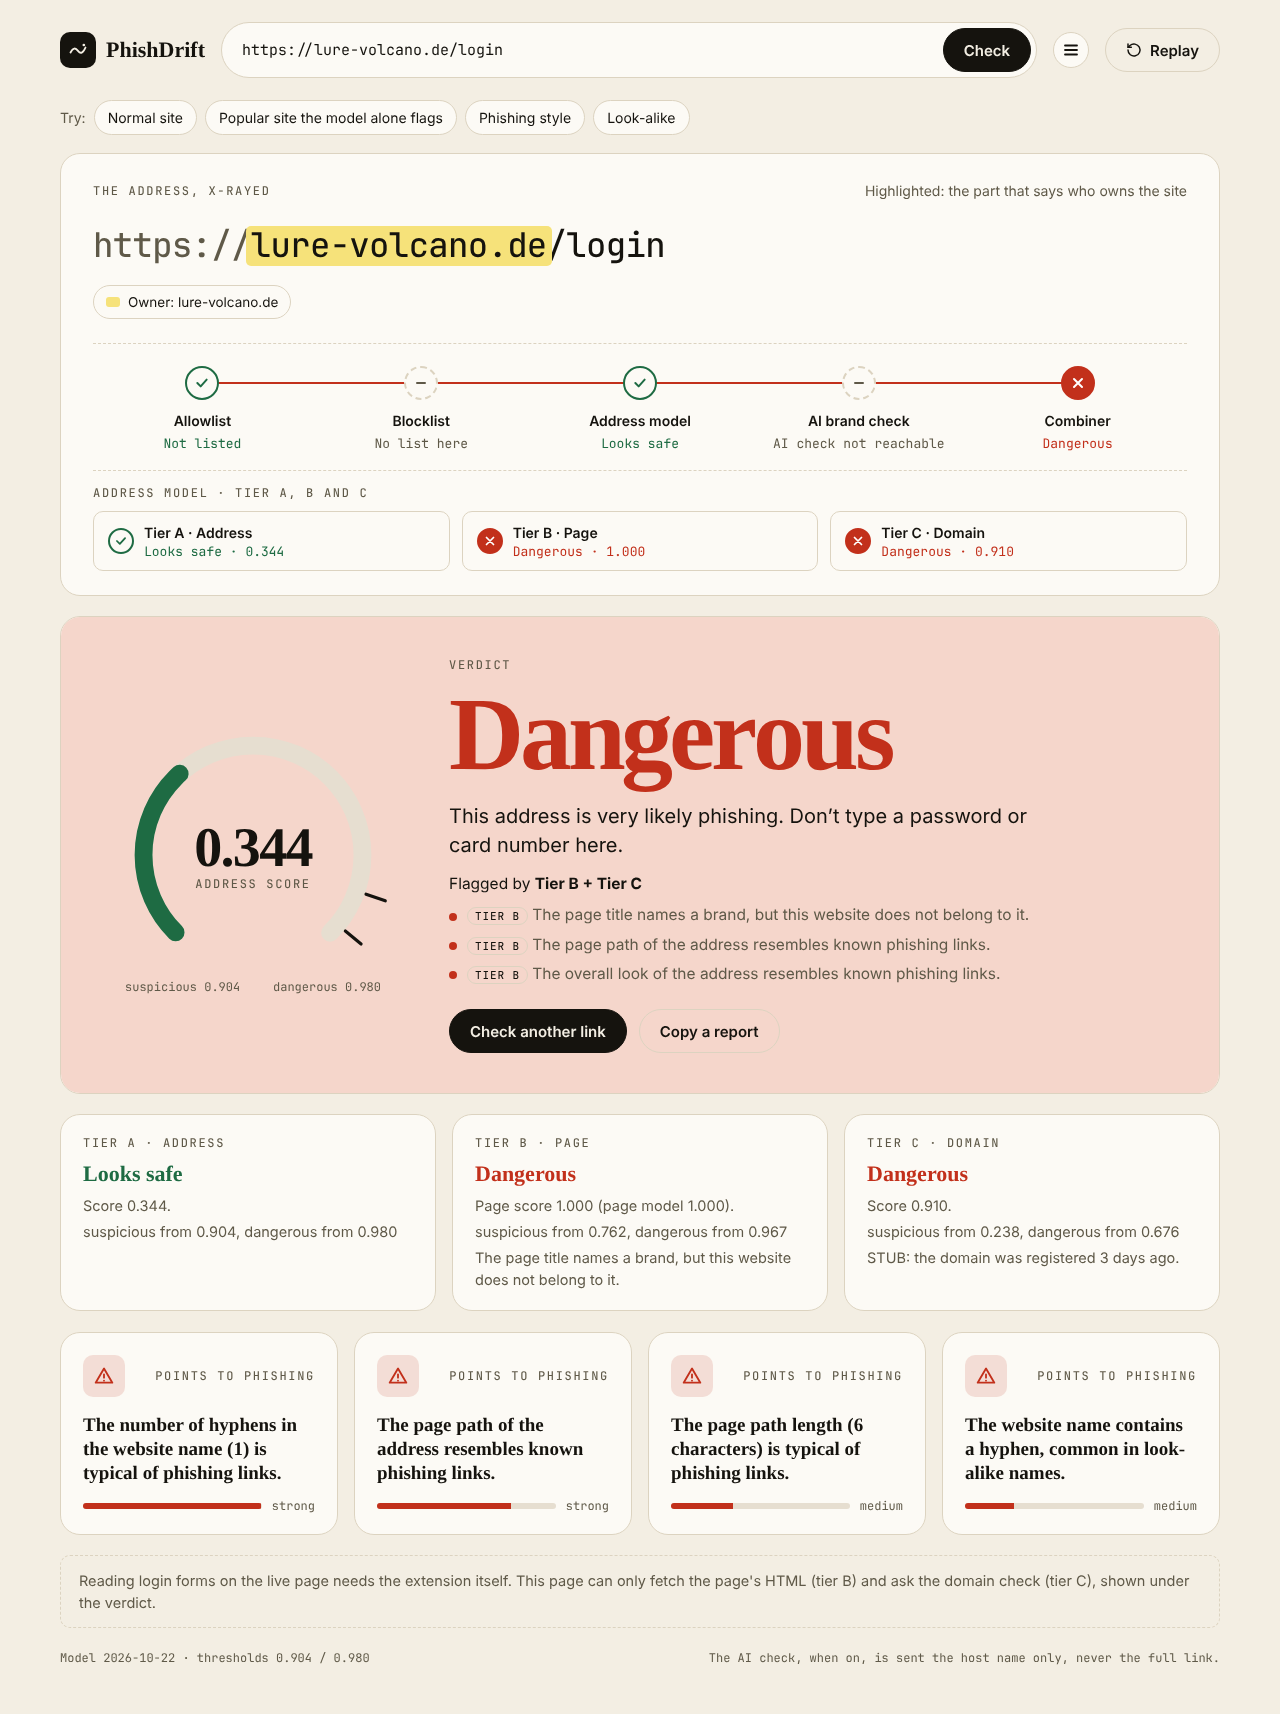 PhishDrift
https://lure-volcano.de/login
Check
Replay
Try:
Normal site
Popular site the model alone flags
Phishing style
Look-alike
THE ADDRESS, X-RAYED
Highlighted: the part that says who owns the site
https://lure-volcano.de/login
Owner: lure-volcano.de
Allowlist
Not listed
Blocklist
No list here
Address model
Looks safe
AI brand check
AI check not reachable
Combiner
Dangerous
ADDRESS MODEL · TIER A, B AND C
Tier A · Address
Looks safe · 0.344
Tier B · Page
Dangerous · 1.000
Tier C · Domain
Dangerous · 0.910
0.344
ADDRESS SCORE
suspicious 0.904
dangerous 0.980
VERDICT
Dangerous
This address is very likely phishing. Don’t type a password or
card number here.
Flagged by Tier B + Tier C
TIER B The page title names a brand, but this website does not belong to it.
TIER B The page path of the address resembles known phishing links.
TIER B The overall look of the address resembles known phishing links.
Check another link
Copy a report
TIER A · ADDRESS
Looks safe
Score 0.344.
suspicious from 0.904, dangerous from 0.980
TIER B · PAGE
Dangerous
Page score 1.000 (page model 1.000).
suspicious from 0.762, dangerous from 0.967
The page title names a brand, but this website
does not belong to it.
TIER C · DOMAIN
Dangerous
Score 0.910.
suspicious from 0.238, dangerous from 0.676
STUB: the domain was registered 3 days ago.
POINTS TO PHISHING
The number of hyphens in
the website name (1) is
typical of phishing links.
strong
POINTS TO PHISHING
The page path of the
address resembles known
phishing links.
strong
POINTS TO PHISHING
The page path length (6
characters) is typical of
phishing links.
medium
POINTS TO PHISHING
The website name contains
a hyphen, common in look-
alike names.
medium
Reading login forms on the live page needs the extension itself. This page can only fetch the page's HTML (tier B) and ask the domain check (tier C), shown under
the verdict.
Model 2026-10-22 · thresholds 0.904 / 0.980
The AI check, when on, is sent the host name only, never the full link.